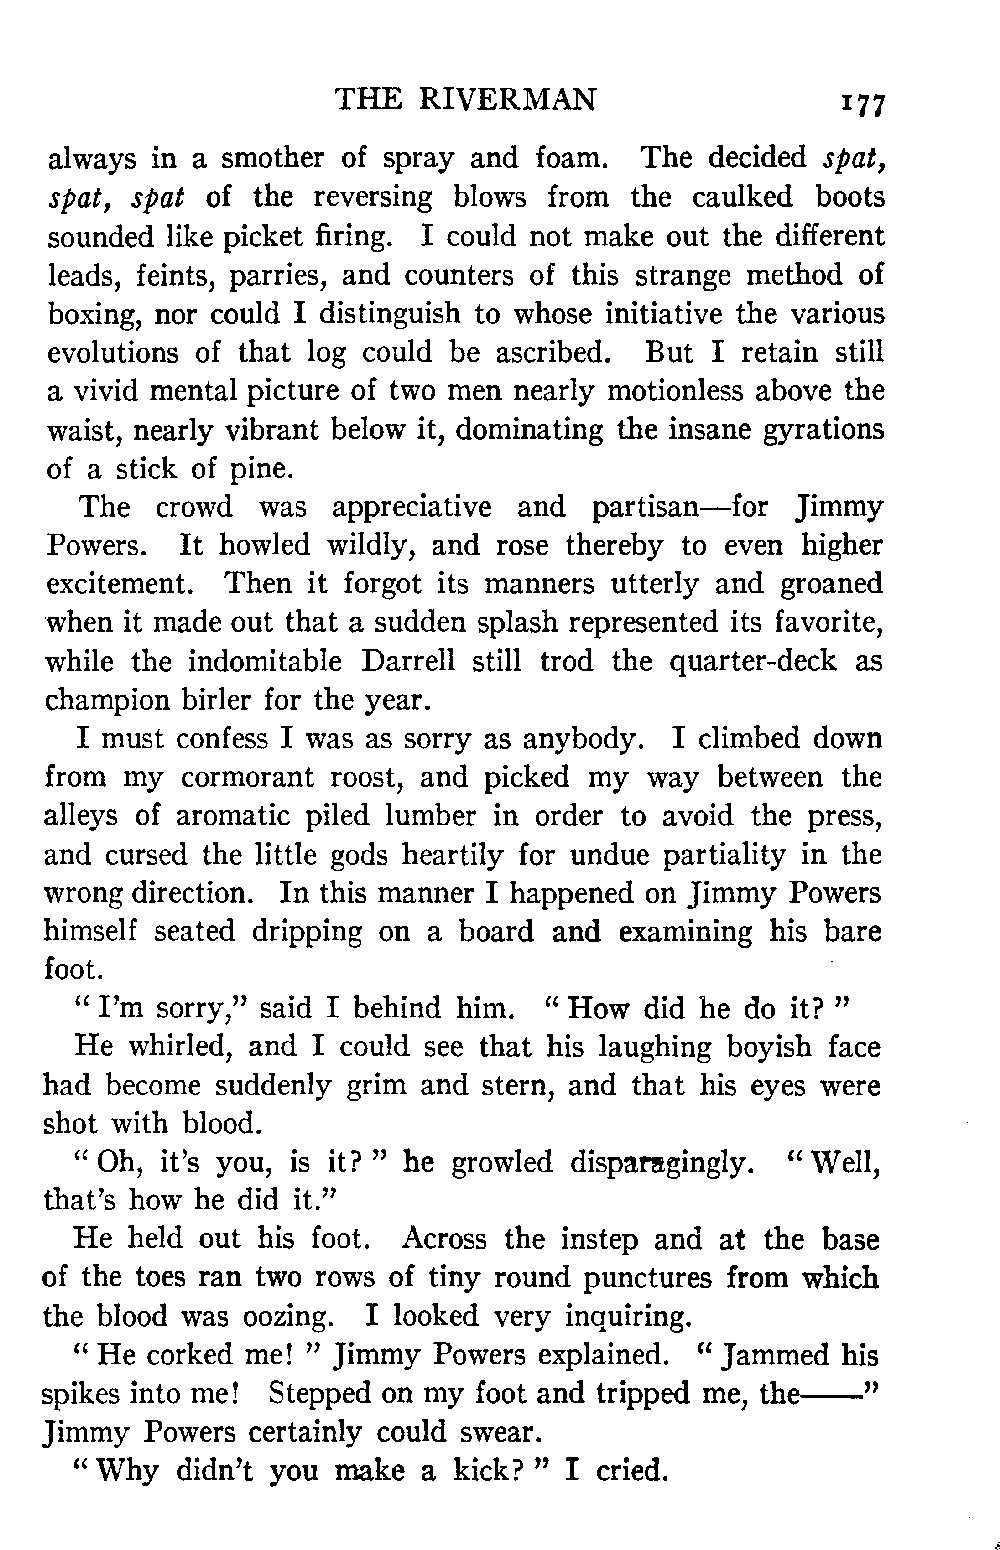 THE RIVERMAN 177
always in a smother of spray and foam. The decided spat,
spat, spat of the reversing blows from the caulked boots
sounded like picket firing. I could not make out the different
leads, feints, parries, and counters of this strange method of
boxing, nor could I distinguish to whose initiative the various
evolutions of that log could be ascribed. But I retain still
a vivid mental picture of two men nearly motionless above the
waist, nearly vibrant below it, dominating the insane gyrations
of a stick of pine.
The crowd was appreciative and partisan—for Jimmy
Powers. It howled wildly, and rose thereby to even higher
excitement. Then it forgot its manners utterly and groaned
when it made out that a sudden splash represented its favorite,
while the indomitable Darrell still trod the quarter-deck as
champion birler for the year.
I must confess I was as sorry as anybody. I climbed down
from my cormorant roost, and picked my way between the
alleys of aromatic piled lumber in order to avoid the press,
and cursed the little gods heartily for undue partiality in the
wrong direction. In this manner I happened on Jimmy Powers
himself seated dripping on a board and examining his bare
foot.
“ I’m sorry,” said I behind him. “ How did he do it? ”
He whirled, and I could see that his laughing boyish face
had become suddenly grim and stern, and that his eyes were
shot with blood.
“ Oh, it’s you, is it? ” he growled disparagingly. “ Well,
that’s how he did it.”
He held out his foot. Across the instep and at the base
of the toes ran two rows of tiny round punctures from which
the blood was oozing. I looked very inquiring.
“ He corked me! ” Jimmy Powers explained. “ Jammed his
spikes into me! Stepped on my foot and tripped me, the——”
Jimmy Powers certainly could swear.
“ Why didn’t you make a kick? ” I cried.